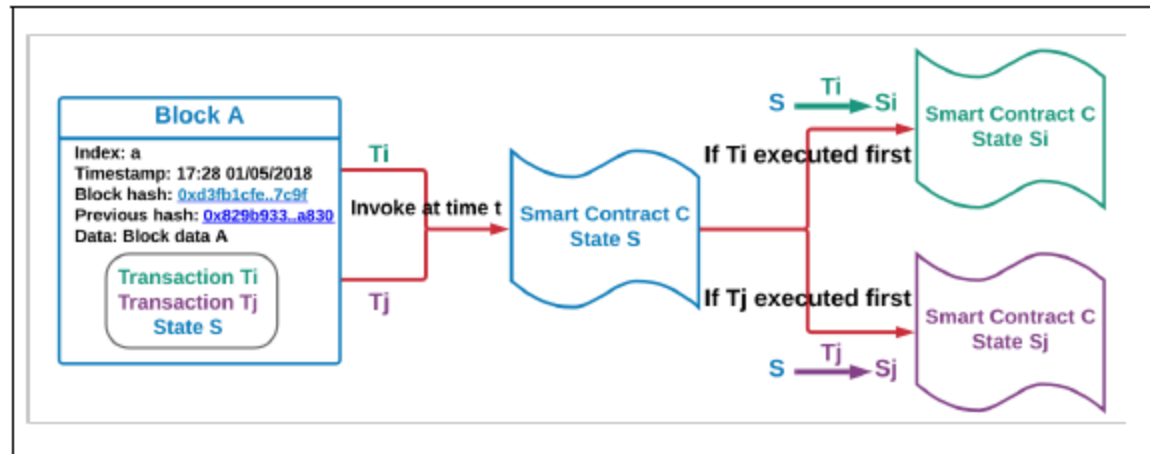 Block A
Index: a
Timestamp: 17:28 01/05/2018
Block hash: 0xd3fb1cfe..7c9f
Previous hash: 0x829b933..a830
Data: Block data A
Transaction Ti
Transaction Tj
State S
Ti
Invoke at time t
Tj
Smart Contract C
State S
Ti
S Si
If Ti executed first
Smart Contract C
State Si
If Tj executed first
Tj
S Sj
Smart Contract C
State Sj